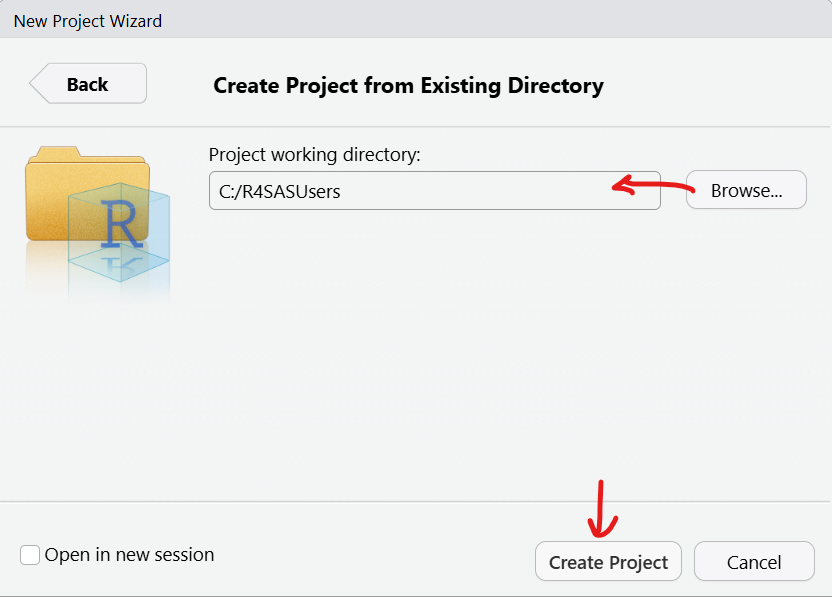 New Project Wizard
Back
Create Project from Existing Directory
Project working directory:
C:/R4SASUsers
Browse...
R
Open in new session
Create Project
Cancel